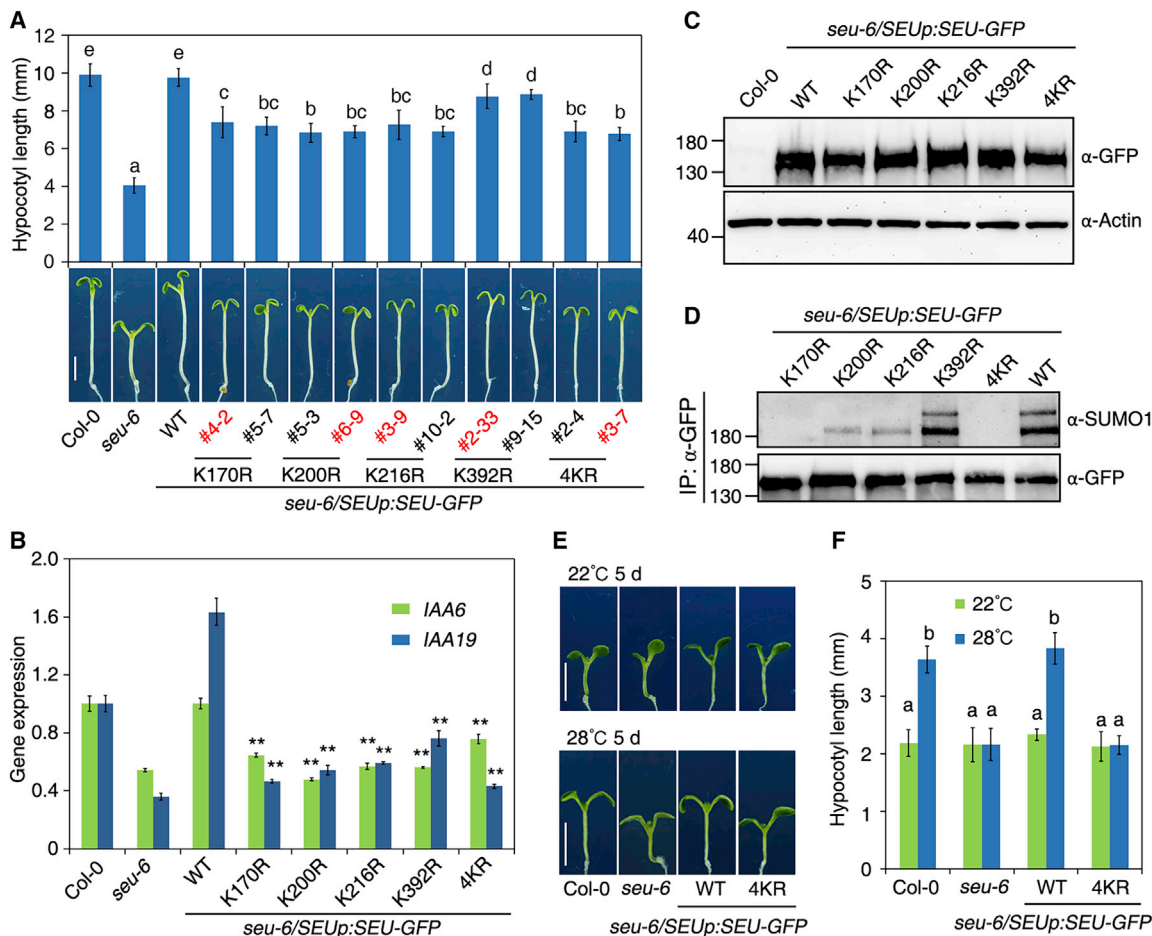 A
Hypocotyl length (mm)
12
10
8
6
4
2
0
e a e c bc b bc bc bc d d bc b
Col-0 seu-6 WT #4-2 #5-7 #5-3 #6-9 #3-9 #10-2 #2-33 #9-15 #2-4 #3-7
K170R K200R K216R K392R 4KR
seu-6/SEUp:SEU-GFP
B
Gene expression
2.0
1.6
1.2
0.8
0.4
0
IAA6
IAA19
** ** ** ** ** ** ** ** ** **
Col-0 seu-6 WT K170R K200R K216R K392R 4KR
seu-6/SEUp:SEU-GFP
C
seu-6/SEUp:SEU-GFP
Col-0 WT K170R K200R K216R K392R 4KR
180
130
α-GFP
40
α-Actin
D
seu-6/SEUp:SEU-GFP
K170R K200R K216R K392R 4KR WT
IP: α-GFP
180
α-SUMO1
180
130
α-GFP
E
22°C 5 d
28°C 5 d
Col-0 seu-6 WT 4KR
seu-6/SEUp:SEU-GFP
F
Hypocotyl length (mm)
5
4
3
2
1
0
22°C
28°C
a b a a a b a a
Col-0 seu-6 WT 4KR
seu-6/SEUp:SEU-GFP